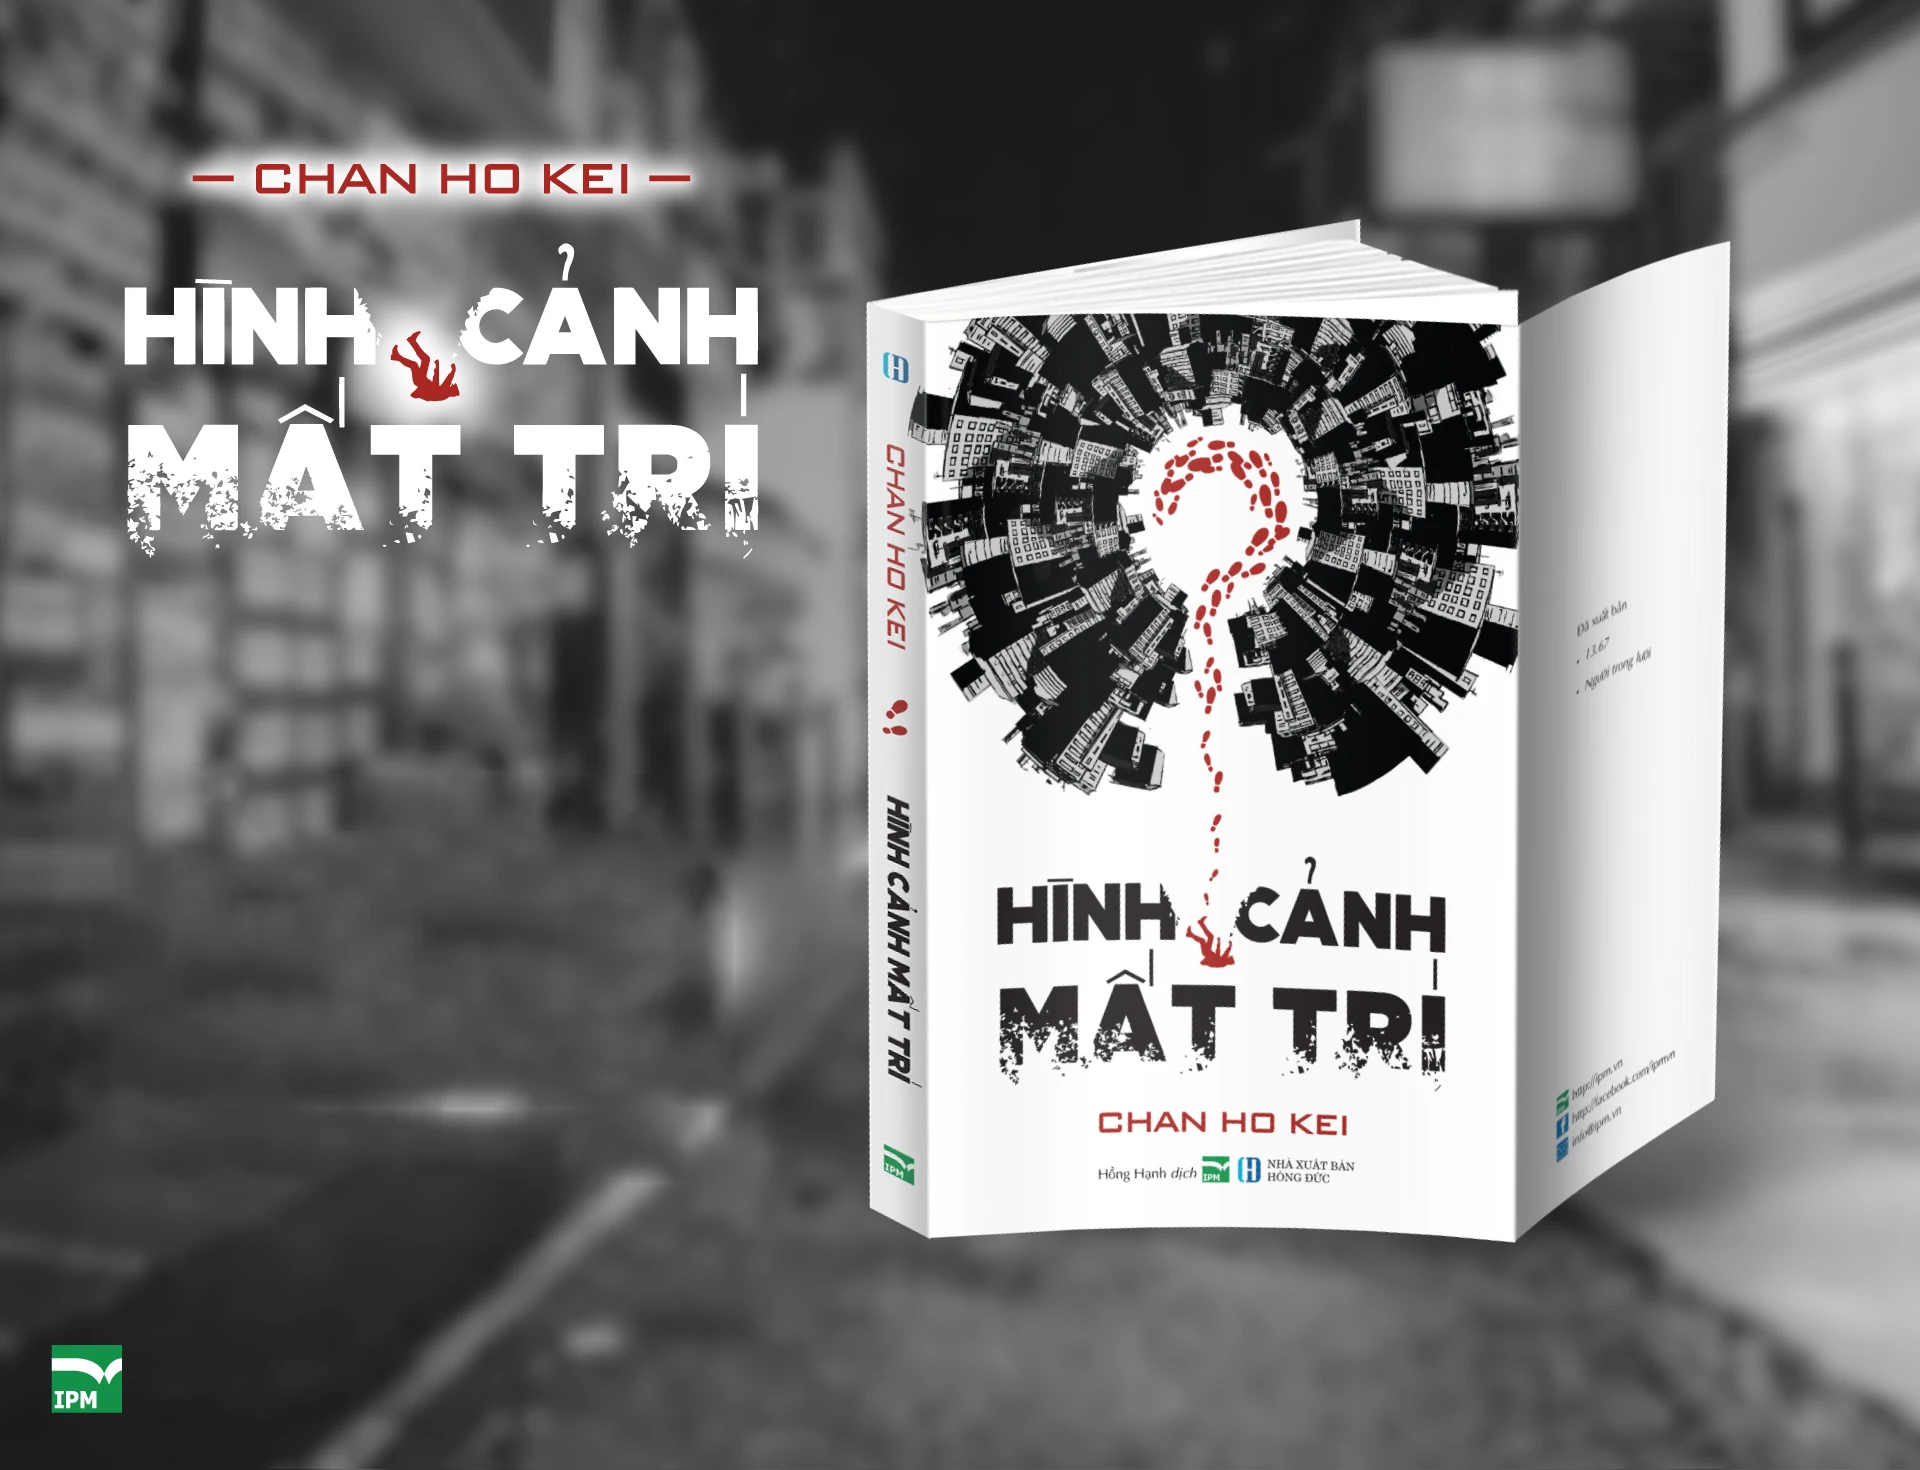 CHAN HO KEI
HÌNH CẢNH
MẤT TRÍ
IPM
CHAN HO KEI
HÌNH CẢNH MẤT TRÍ
IPM
HÌNH CẢNH
MẤT TRÍ
CHAN HO KEI
Hồng Hạnh dịch IPM H NHÀ XUẤT BẢN
HỒNG ĐỨC
Đã xuất bản
• 13.67
• Người trong lưới
http://ipm.vn
http://facebook.com/ipmvn
info@ipm.vn